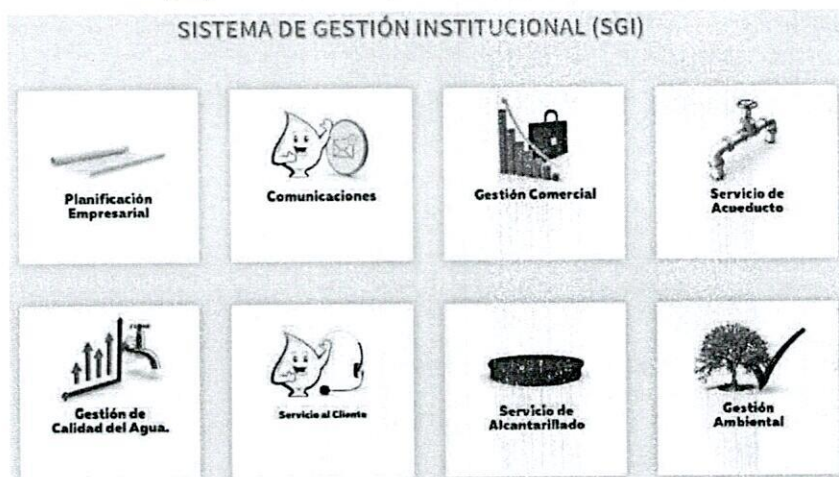 SISTEMA DE GESTIÓN INSTITUCIONAL (SGI)
Planificación
Empresarial
Comunicaciones
Gestión Comercial
Servicio de
Acueducto
Gestión de
Calidad del Agua.
Servicio al Cliente
Servicio de
Alcantarillado
Gestión
Ambiental